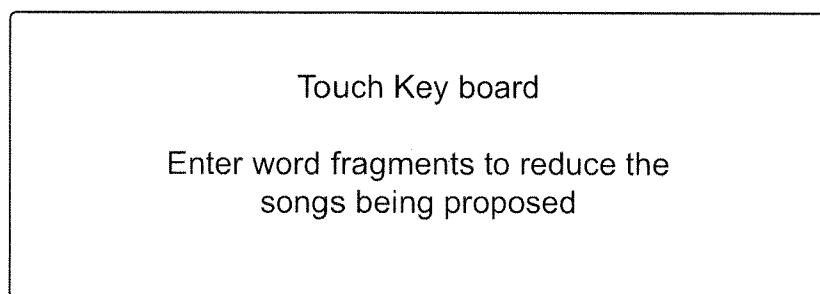 Touch Key board
Enter word fragments to reduce the
songs being proposed